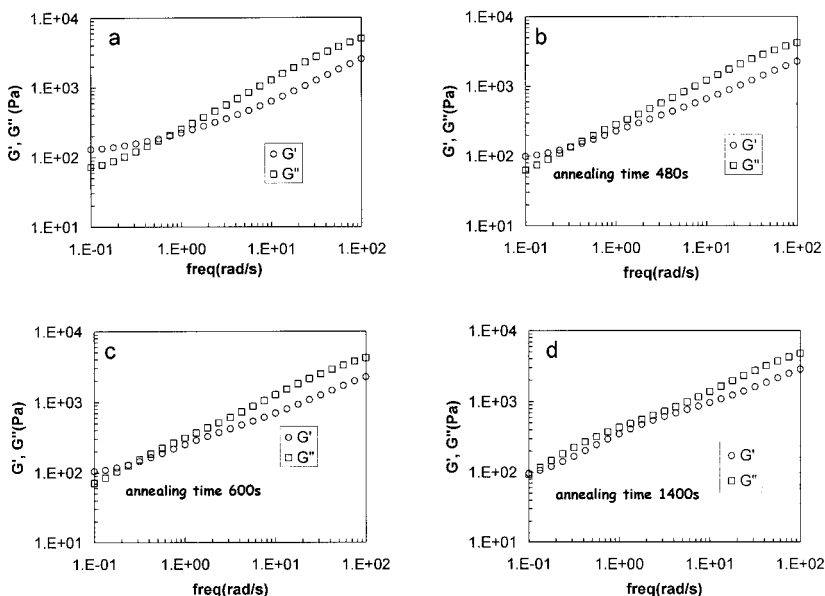 a
1.E+04
1.E+03
1.E+02
1.E+01
G', G" (Pa)
G'
G"
1.E-01 1.E+00 1.E+01 1.E+02
freq(rad/s)
b
1.E+04
1.E+03
1.E+02
1.E+01
G', G"(Pa)
G'
G"
annealing time 480s
1.E-01 1.E+00 1.E+01 1.E+02
freq(rad/s)
c
1.E+04
1.E+03
1.E+02
1.E+01
G', G"(Pa)
G'
G"
annealing time 600s
1.E-01 1.E+00 1.E+01 1.E+02
freq(rad/s)
d
1.E+04
1.E+03
1.E+02
1.E+01
G', G"(Pa)
G'
G"
annealing time 1400s
1.E-01 1.E+00 1.E+01 1.E+02
freq(rad/s)